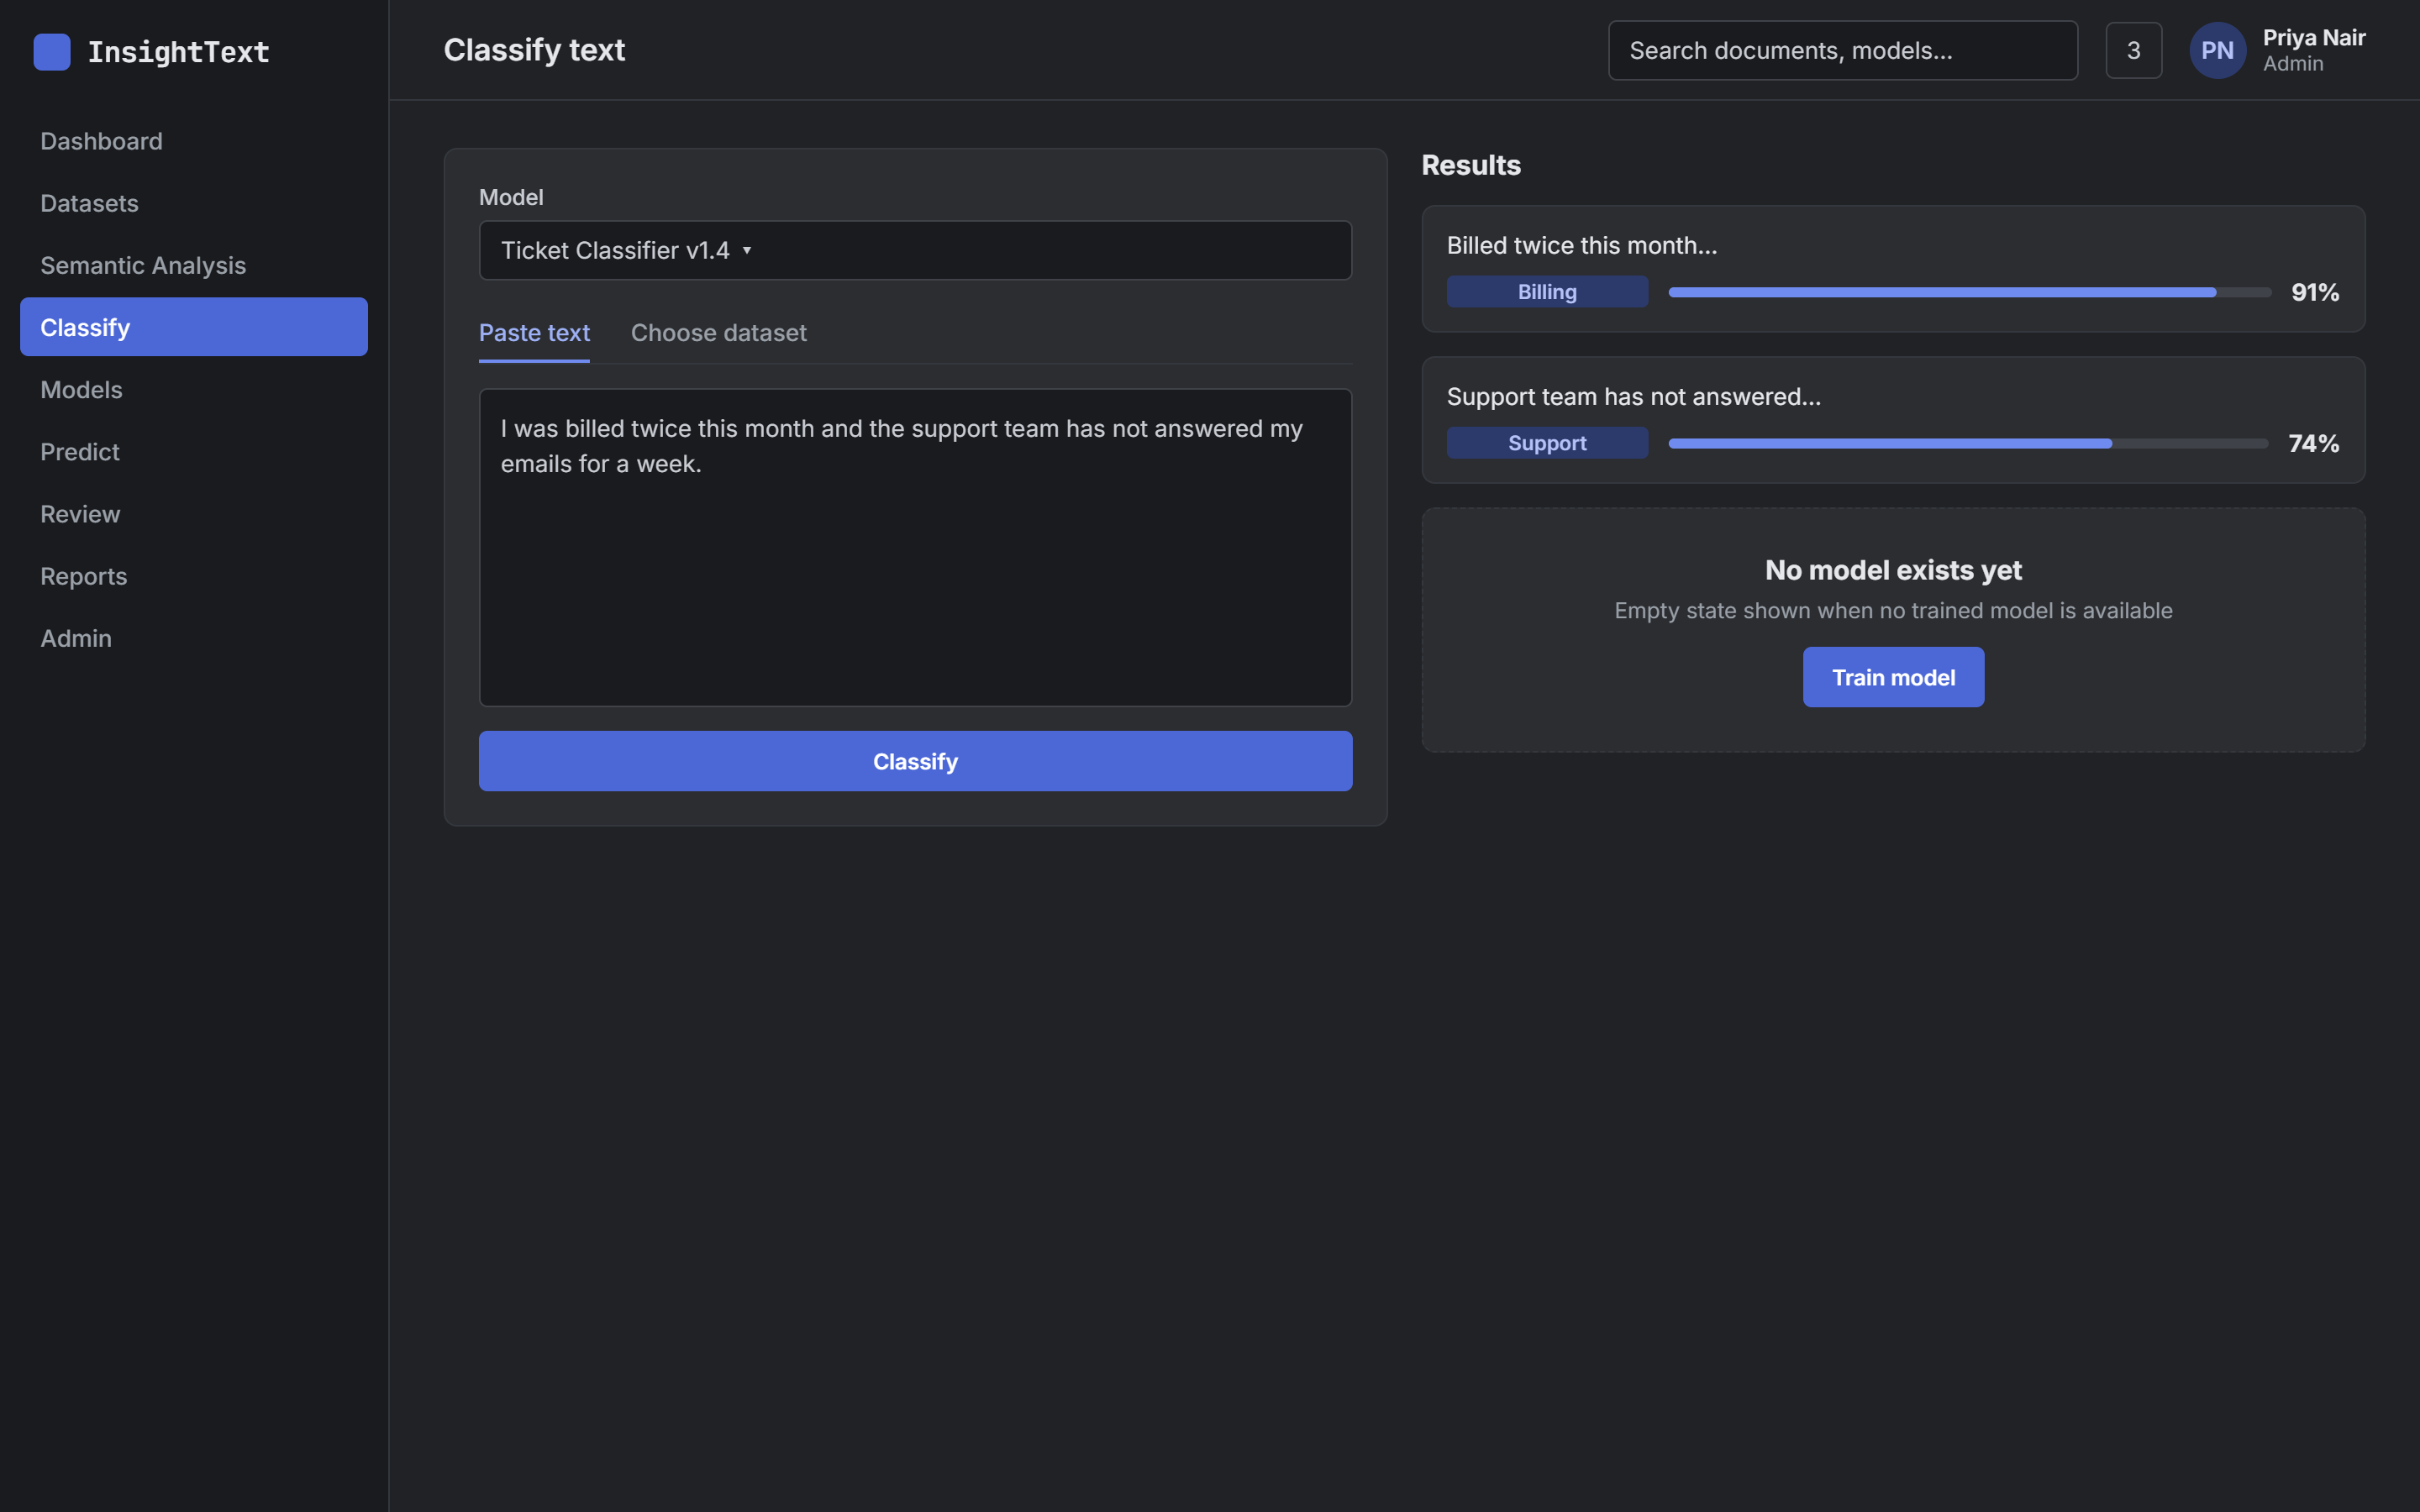 InsightText
Dashboard
Datasets
Semantic Analysis
Classify
Models
Predict
Review
Reports
Admin
Classify text
Search documents, models...
3
PN
Priya Nair
Admin
Model
Ticket Classifier v1.4
Paste text
Choose dataset
I was billed twice this month and the support team has not answered my
emails for a week.
Classify
Results
Billed twice this month...
Billing
91%
Support team has not answered...
Support
74%
No model exists yet
Empty state shown when no trained model is available
Train model